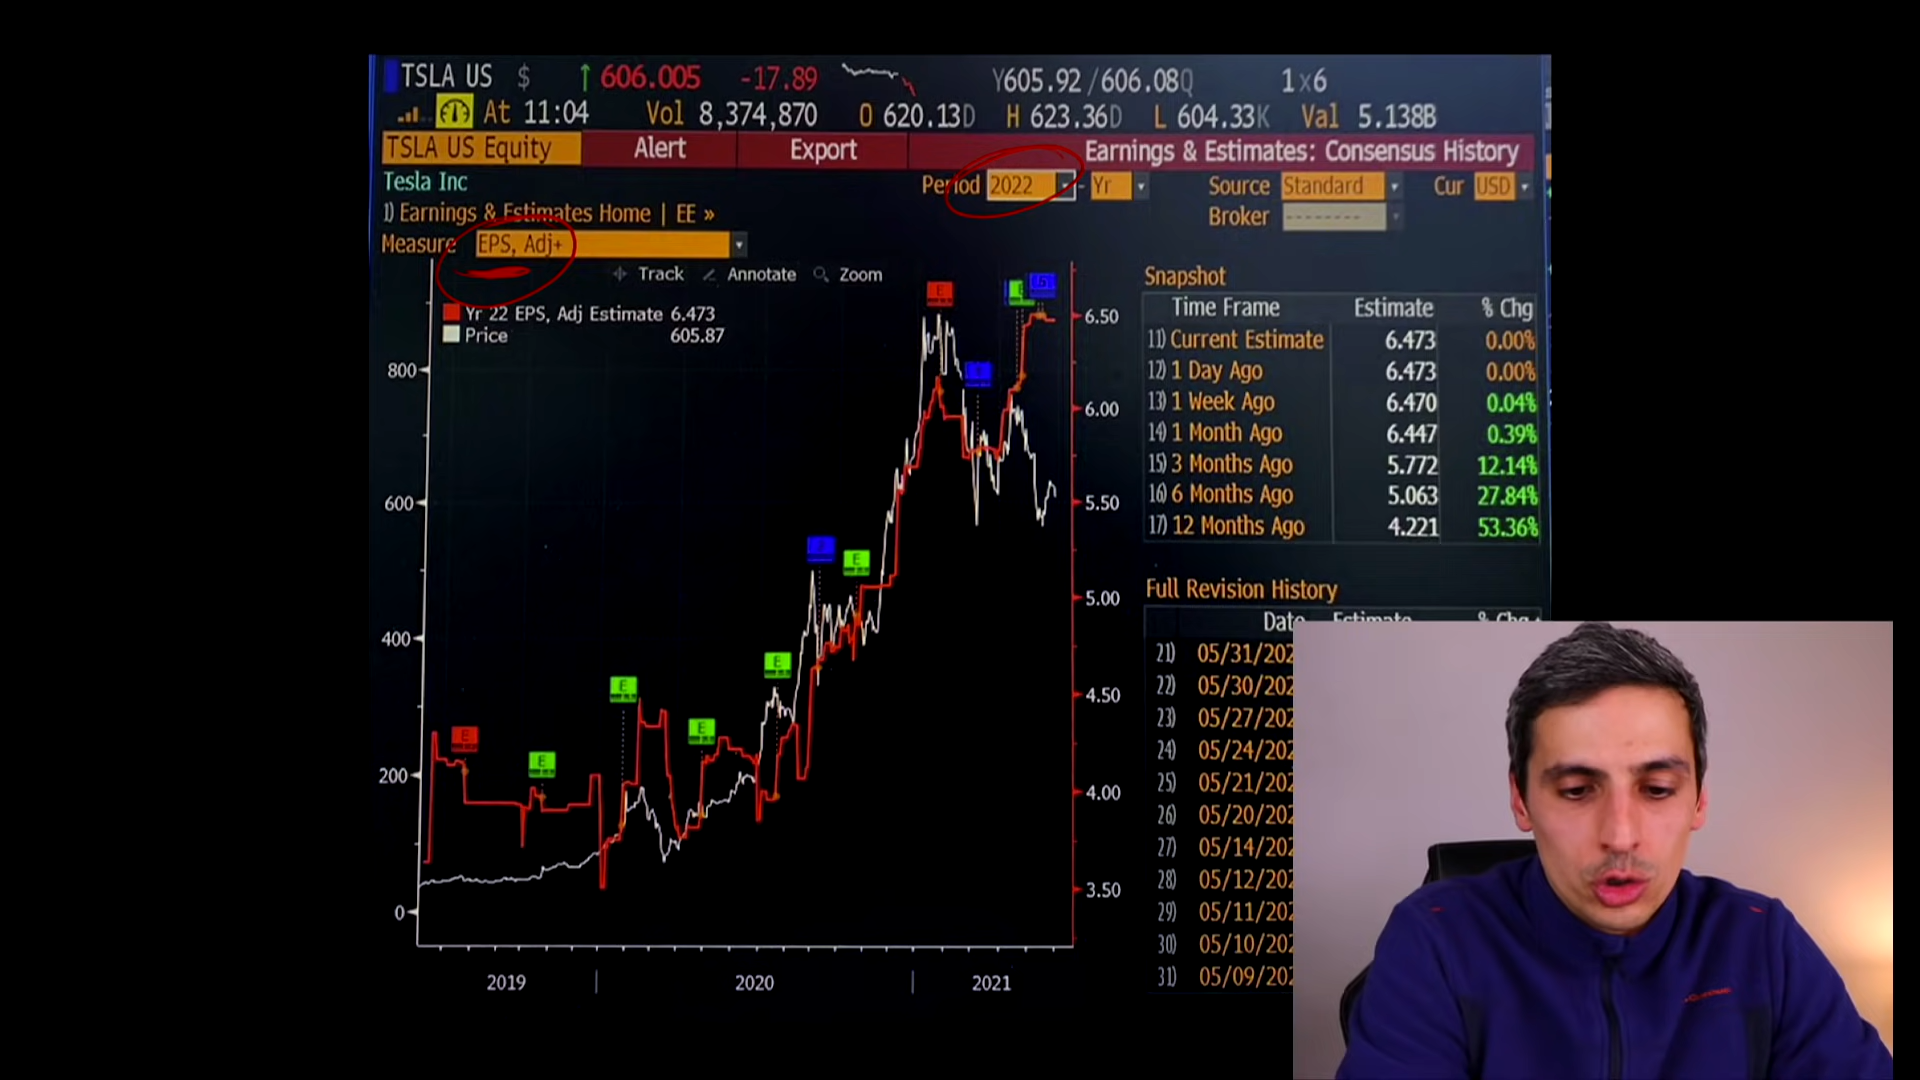 TSLA US $ ↑ 606.005 -17.89 Y605.92/606.08Q 1x6
At 11:04 Vol 8,374,870 O 620.13D H 623.36D L 604.33K Val 5.138B
TSLA US Equity Alert Export Earnings & Estimates: Consensus History
Tesla Inc Period 2022 - Yr Source Standard Cur USD
1) Earnings & Estimates Home | EE » Broker --------
Measure EPS, Adj+
Track Annotate Zoom
Yr 22 EPS, Adj Estimate 6.473
Price 605.87
800
600
400
200
0
E
E
E
E
E
E
E
6.50
6.00
5.50
5.00
4.50
4.00
3.50
2019 2020 2021
Snapshot
Time Frame Estimate % Chg
11) Current Estimate 6.473 0.00%
12) 1 Day Ago 6.473 0.00%
13) 1 Week Ago 6.470 0.04%
14) 1 Month Ago 6.447 0.39%
15) 3 Months Ago 5.772 12.14%
16) 6 Months Ago 5.063 27.84%
17) 12 Months Ago 4.221 53.36%
Full Revision History
Date Estimate % Chg
21) 05/31/202
22) 05/30/202
23) 05/27/202
24) 05/24/202
25) 05/21/202
26) 05/20/202
27) 05/14/202
28) 05/12/202
29) 05/11/202
30) 05/10/202
31) 05/09/202